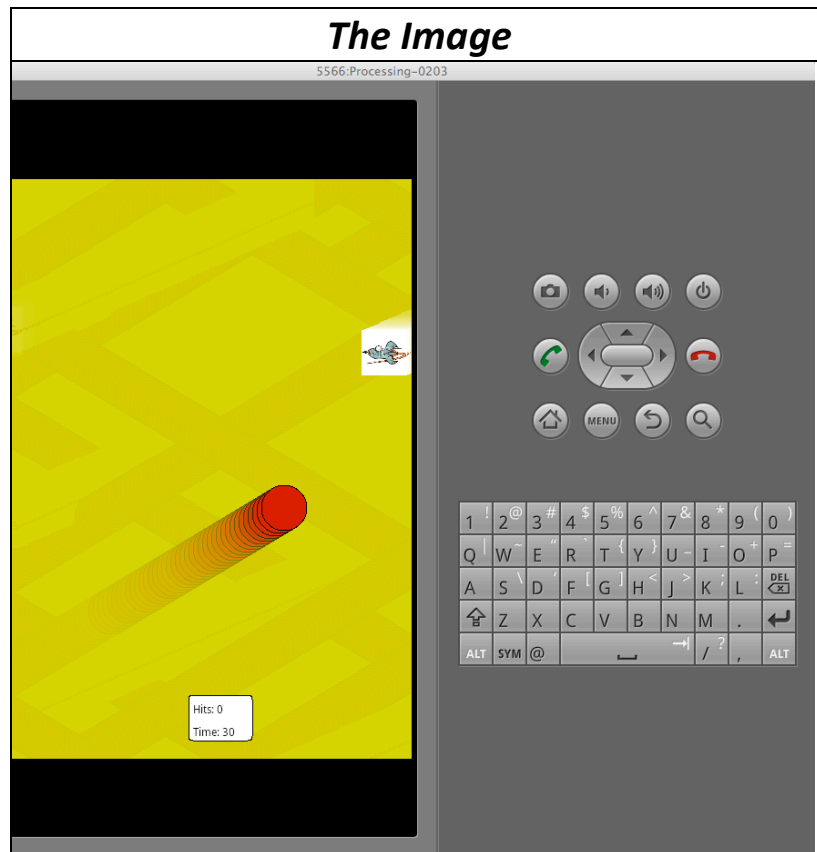 The Image
5566:Processing-0203
MENU
1 ! 2 @ 3 # 4 $ 5 % 6 ^ 7 & 8 * 9 ( 0 )
Q | W ~ E “ R ` T { Y } U _ I - O + P =
A S \ D ‘ F [ G ] H < J > K ; L : DEL
Z X C V B N M .
ALT SYM @ / ? , ALT
Hits: 0
Time: 30